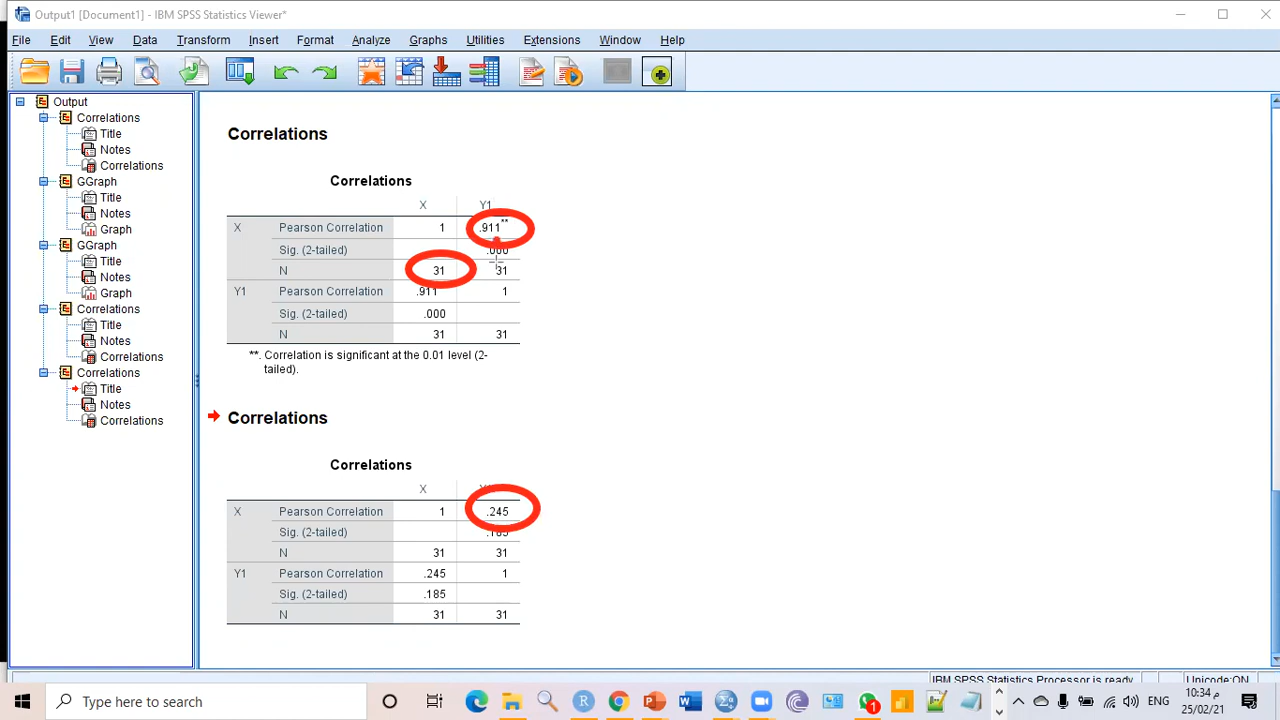 Output1 [Document1] - IBM SPSS Statistics Viewer*
File Edit View Data Transform Insert Format Analyze Graphs Utilities Extensions Window Help
Output
Correlations
Title
Notes
Correlations
GGraph
Title
Notes
Graph
GGraph
Title
Notes
Graph
Correlations
Title
Notes
Correlations
Correlations
Title
Notes
Correlations
Correlations
Correlations
X Y1
X Pearson Correlation 1 .911**
Sig. (2-tailed) .000
N 31 31
Y1 Pearson Correlation .911 1
Sig. (2-tailed) .000
N 31 31
**. Correlation is significant at the 0.01 level (2-
tailed).
Correlations
Correlations
X
X Pearson Correlation 1 .245
Sig. (2-tailed) .185
N 31 31
Y1 Pearson Correlation .245 1
Sig. (2-tailed) .185
N 31 31
IBM SPSS Statistics Processor is ready Unicode:ON
Type here to search
R
1
ENG
10:34 م
25/02/21